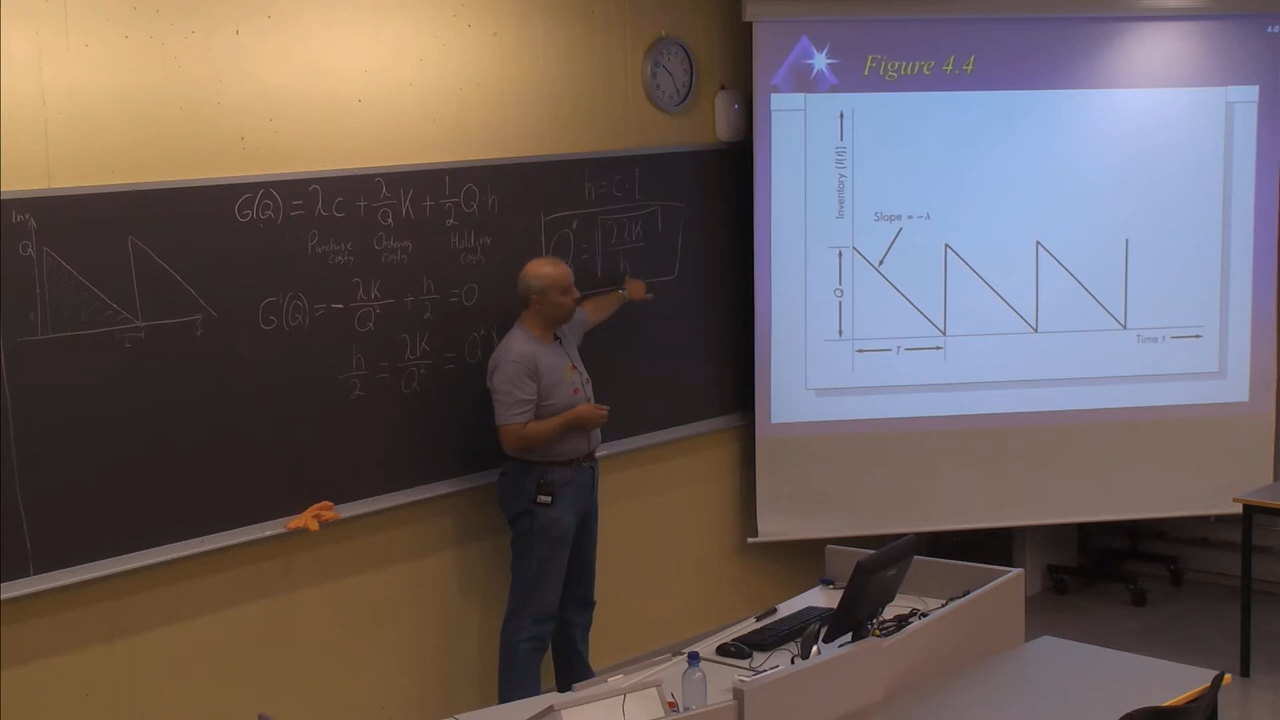 Inv
Q
t
G(Q) = λc + λ/Q K + 1/2 Q h
Purchase costs
Ordering costs
Holding costs
G'(Q) = - λK/Q² + h/2 = 0
h/2 = λK/Q² = Q²
h = c · I
Q* = √(2λK/h)
Figure 4.4
Inventory (I(t))
Slope = -λ
Q
T
Time t